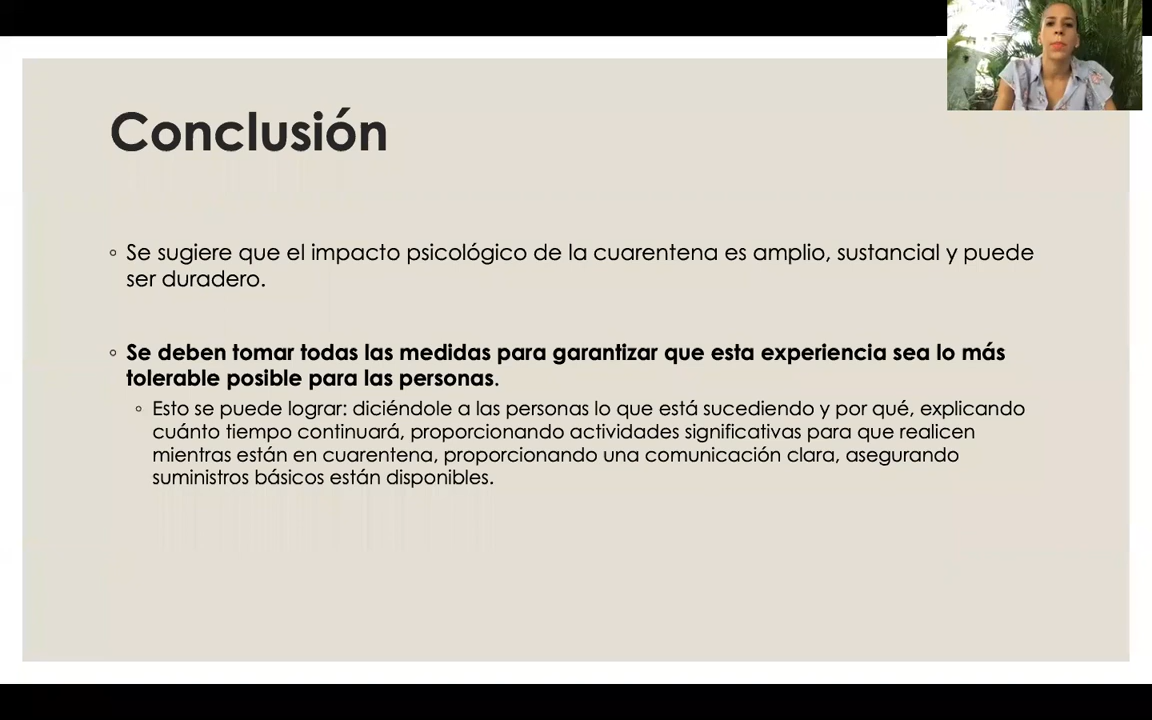 Conclusión
◦ Se sugiere que el impacto psicológico de la cuarentena es amplio, sustancial y puede
ser duradero.
◦ Se deben tomar todas las medidas para garantizar que esta experiencia sea lo más
tolerable posible para las personas.
◦ Esto se puede lograr: diciéndole a las personas lo que está sucediendo y por qué, explicando
cuánto tiempo continuará, proporcionando actividades significativas para que realicen
mientras están en cuarentena, proporcionando una comunicación clara, asegurando
suministros básicos están disponibles.